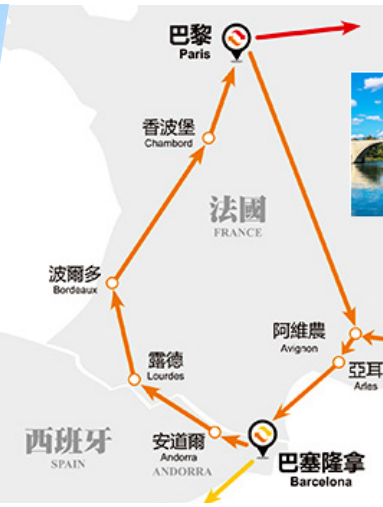 巴黎
Paris
香波堡
Chambord
法國
FRANCE
波爾多
Bordeaux
阿維農
Avignon
亞耳
Arles
露德
Lourdes
西班牙
SPAIN
安道爾
Andorra
ANDORRA
巴塞隆拿
Barcelona